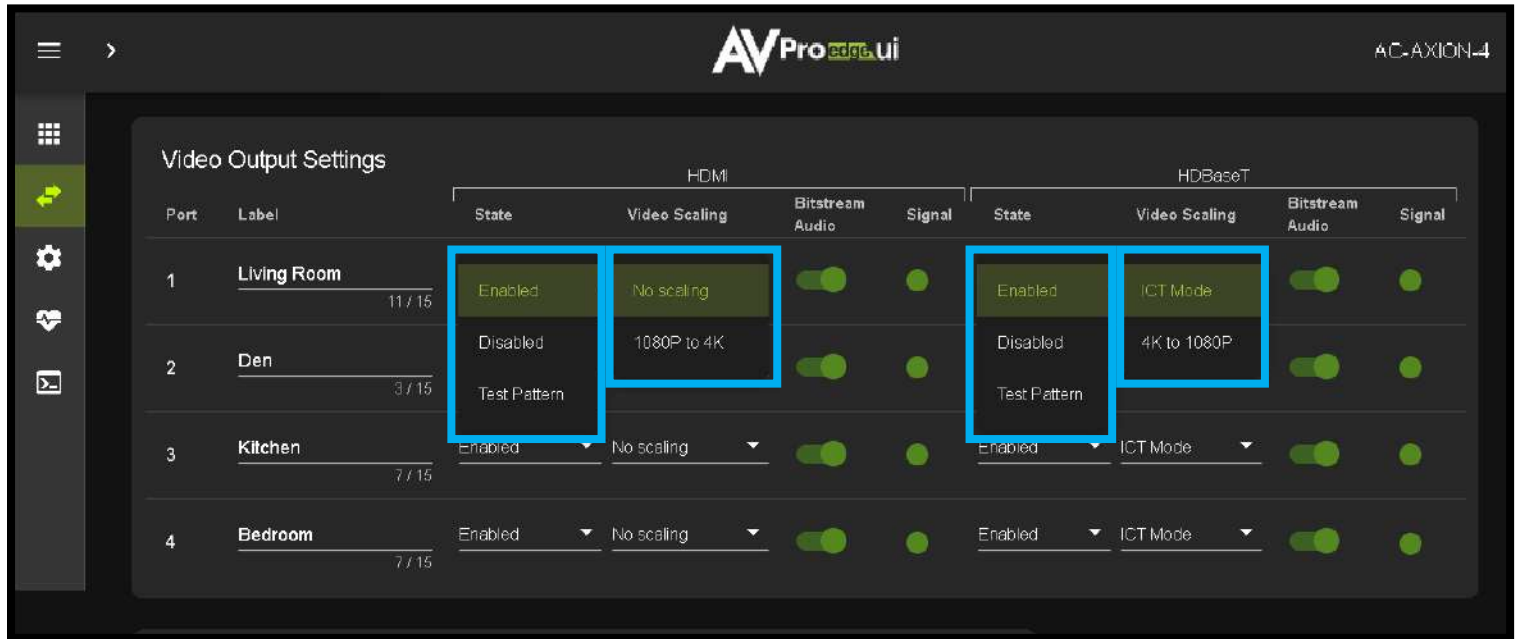 AVPro edge.ui
AC-AXION-4
Video Output Settings
HDMI
HDBaseT
Port Label State Video Scaling Bitstream Audio Signal State Video Scaling Bitstream Audio Signal
1 Living Room Enabled No scaling Enabled ICT Mode
11 / 15
Disabled 1080P to 4K Disabled 4K to 1080P
2 Den
3 / 15
Test Pattern Test Pattern
3 Kitchen Enabled No scaling Enabled ICT Mode
7 / 15
4 Bedroom Enabled No scaling Enabled ICT Mode
7 / 15